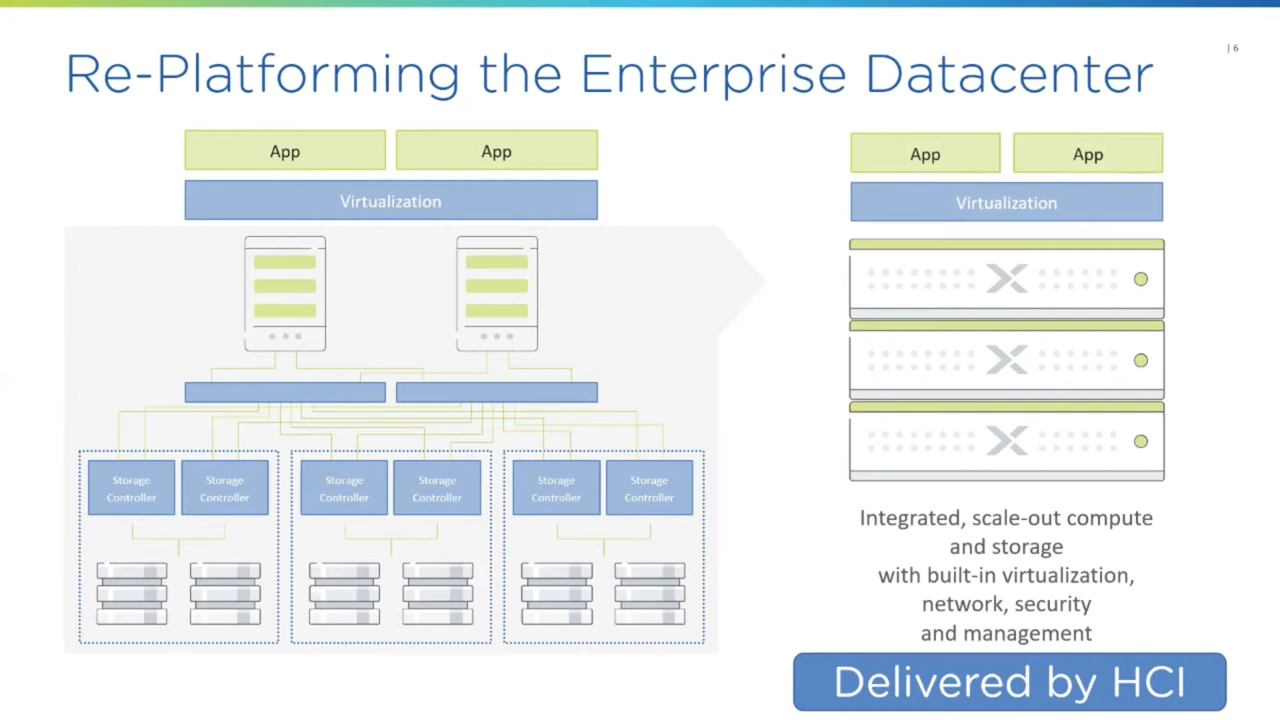 | 6
Re-Platforming the Enterprise Datacenter
App
App
Virtualization
Storage
Controller
Storage
Controller
Storage
Controller
Storage
Controller
Storage
Controller
Storage
Controller
App
App
Virtualization
Integrated, scale-out compute
and storage
with built-in virtualization,
network, security
and management
Delivered by HCI